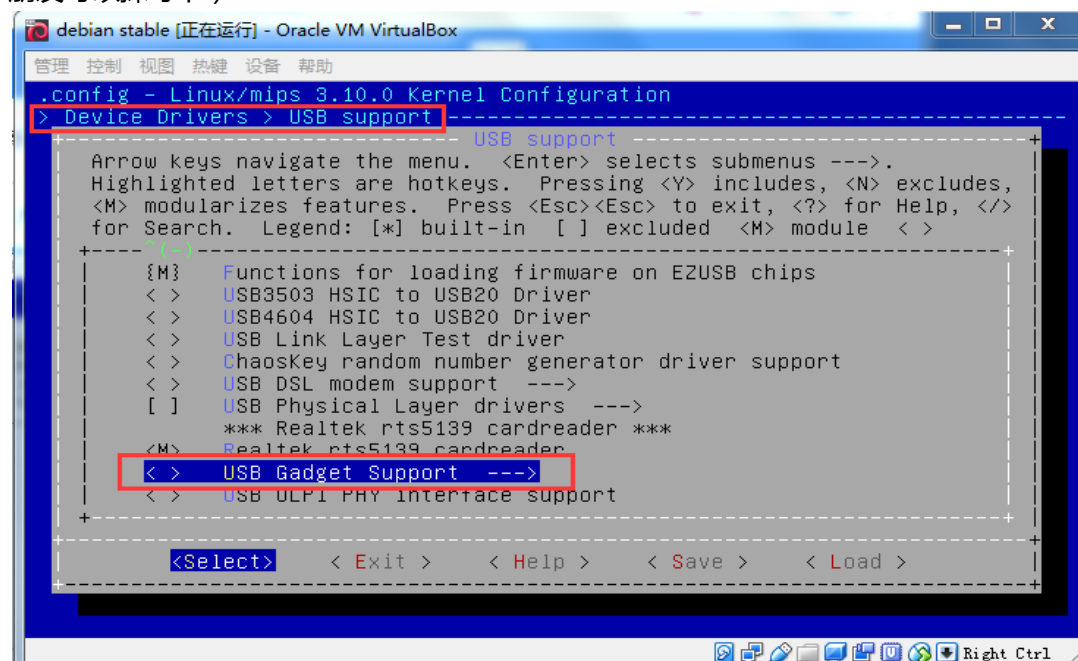 debian stable [正在运行] - Oracle VM VirtualBox
管理 控制 视图 热键 设备 帮助
.config - Linux/mips 3.10.0 Kernel Configuration
> Device Drivers > USB support
USB support
Arrow keys navigate the menu. <Enter> selects submenus --->.
Highlighted letters are hotkeys. Pressing <Y> includes, <N> excludes,
<M> modularizes features. Press <Esc><Esc> to exit, <?> for Help, </>
for Search. Legend: [*] built-in [ ] excluded <M> module < >
^(-)
{M} Functions for loading firmware on EZUSB chips
< > USB3503 HSIC to USB20 Driver
< > USB4604 HSIC to USB20 Driver
< > USB Link Layer Test driver
< > ChaosKey random number generator driver support
< > USB DSL modem support --->
[ ] USB Physical Layer drivers --->
*** Realtek rts5139 cardreader ***
<M> Realtek rts5139 cardreader
< > USB Gadget Support --->
< > USB ULPI PHY interface support
<Select> < Exit > < Help > < Save > < Load >
Right Ctrl